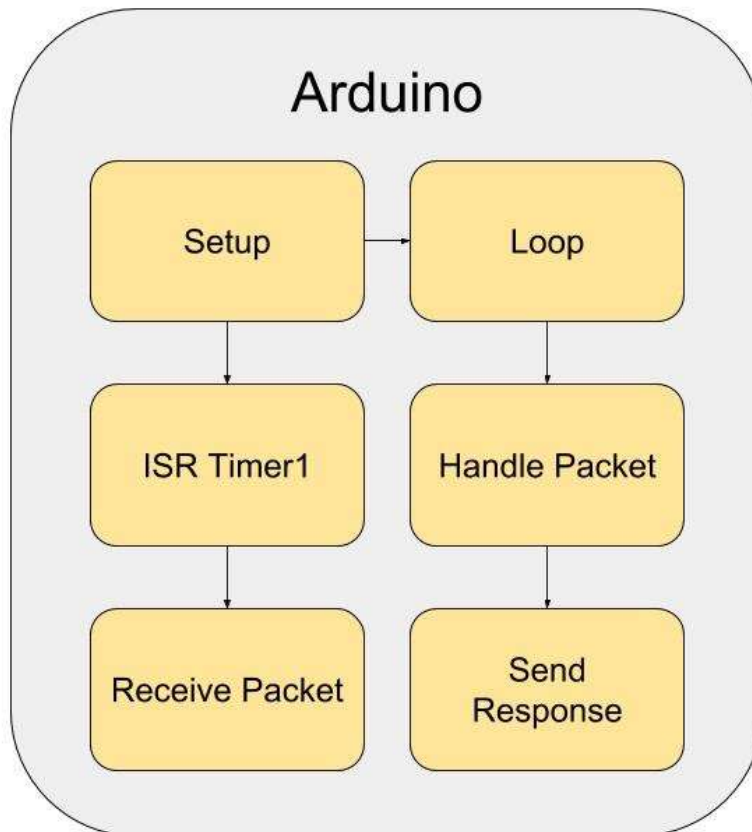 Arduino
Setup
Loop
ISR Timer1
Handle Packet
Receive Packet
Send
Response